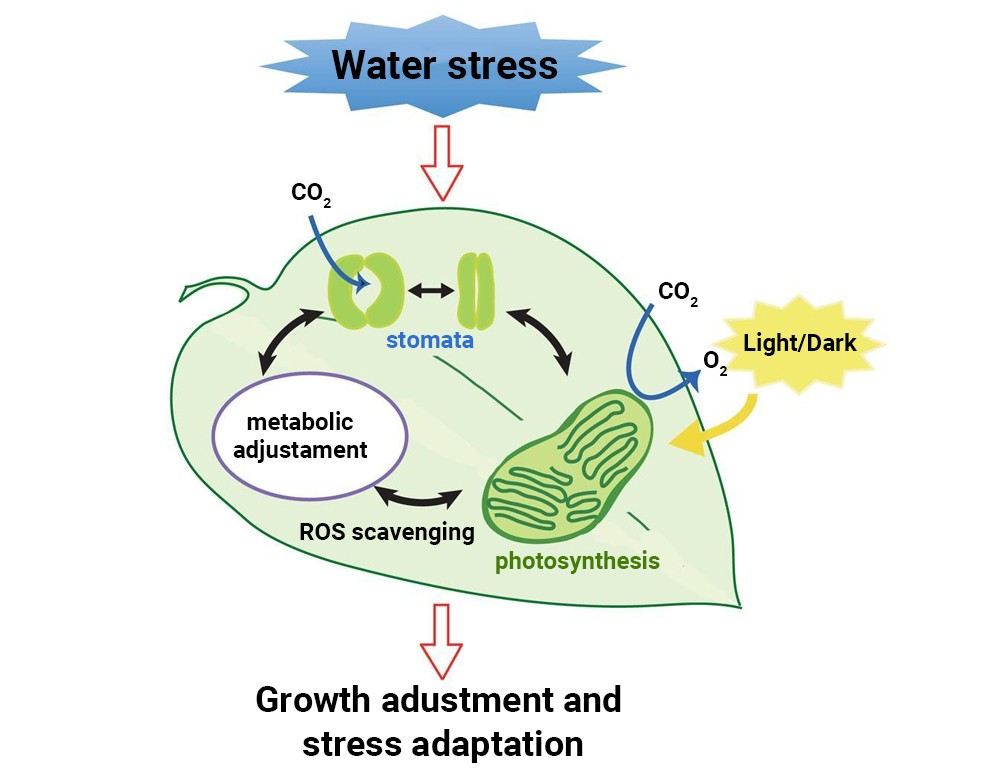 Water stress
CO₂
stomata
CO₂
Light/Dark
O₂
metabolic
adjustament
ROS scavenging
photosynthesis
Growth adustment and
stress adaptation